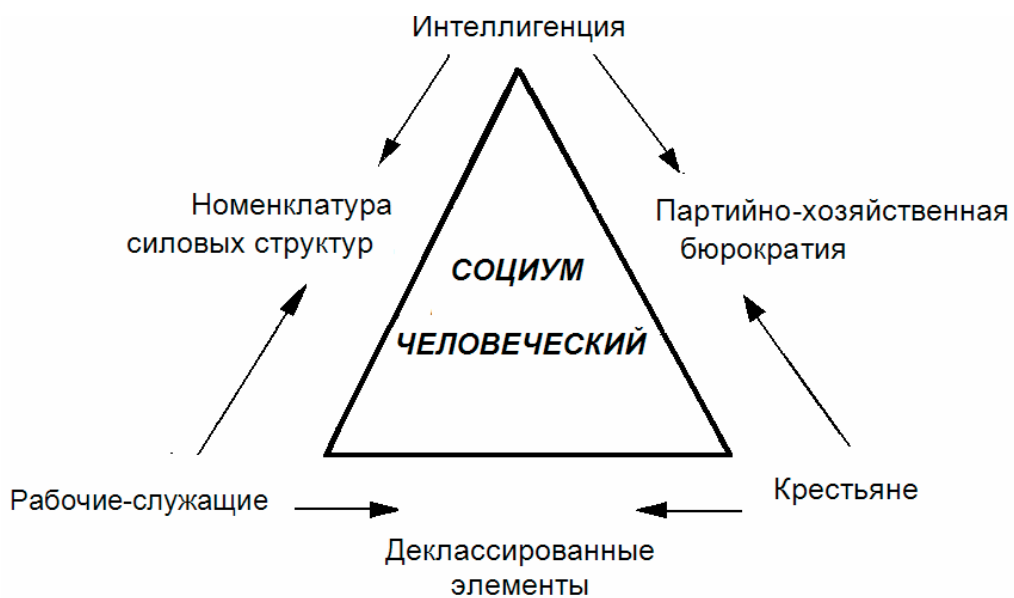 Интеллигенция
Номенклатура
силовых структур
Партийно-хозяйственная
бюрократия
СОЦИУМ
ЧЕЛОВЕЧЕСКИЙ
Рабочие-служащие
Крестьяне
Деклассированные
элементы